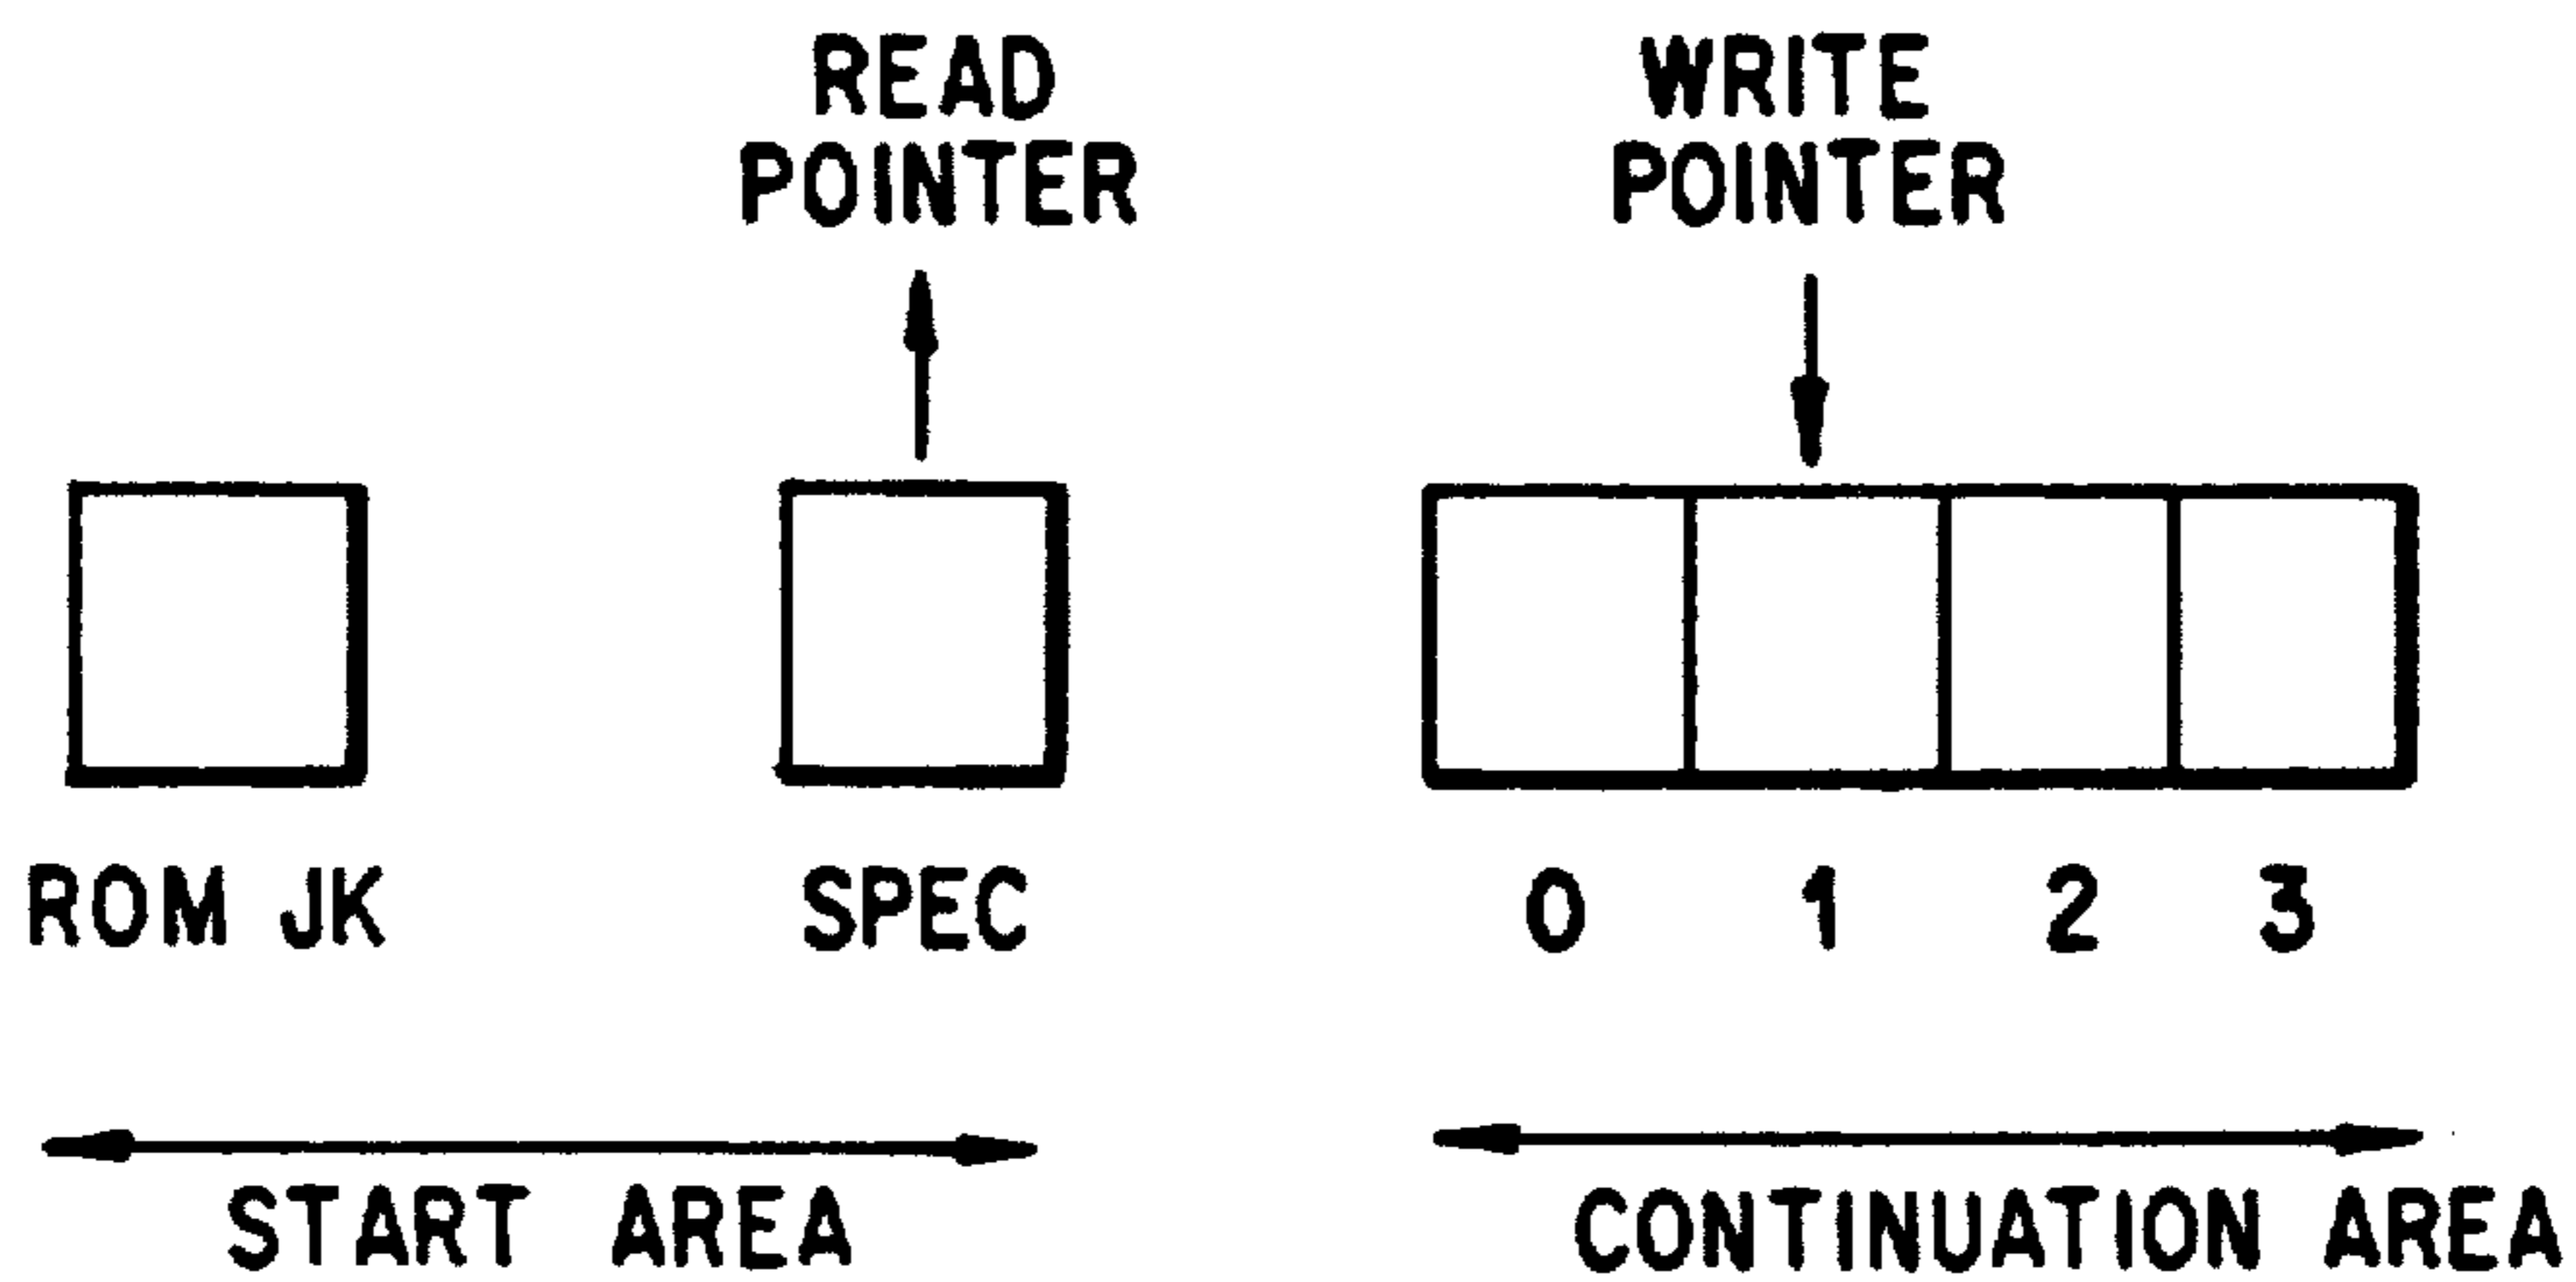 READ
POINTER
WRITE
POINTER
ROM JK
SPEC
0
1
2
3
START AREA
CONTINUATION AREA